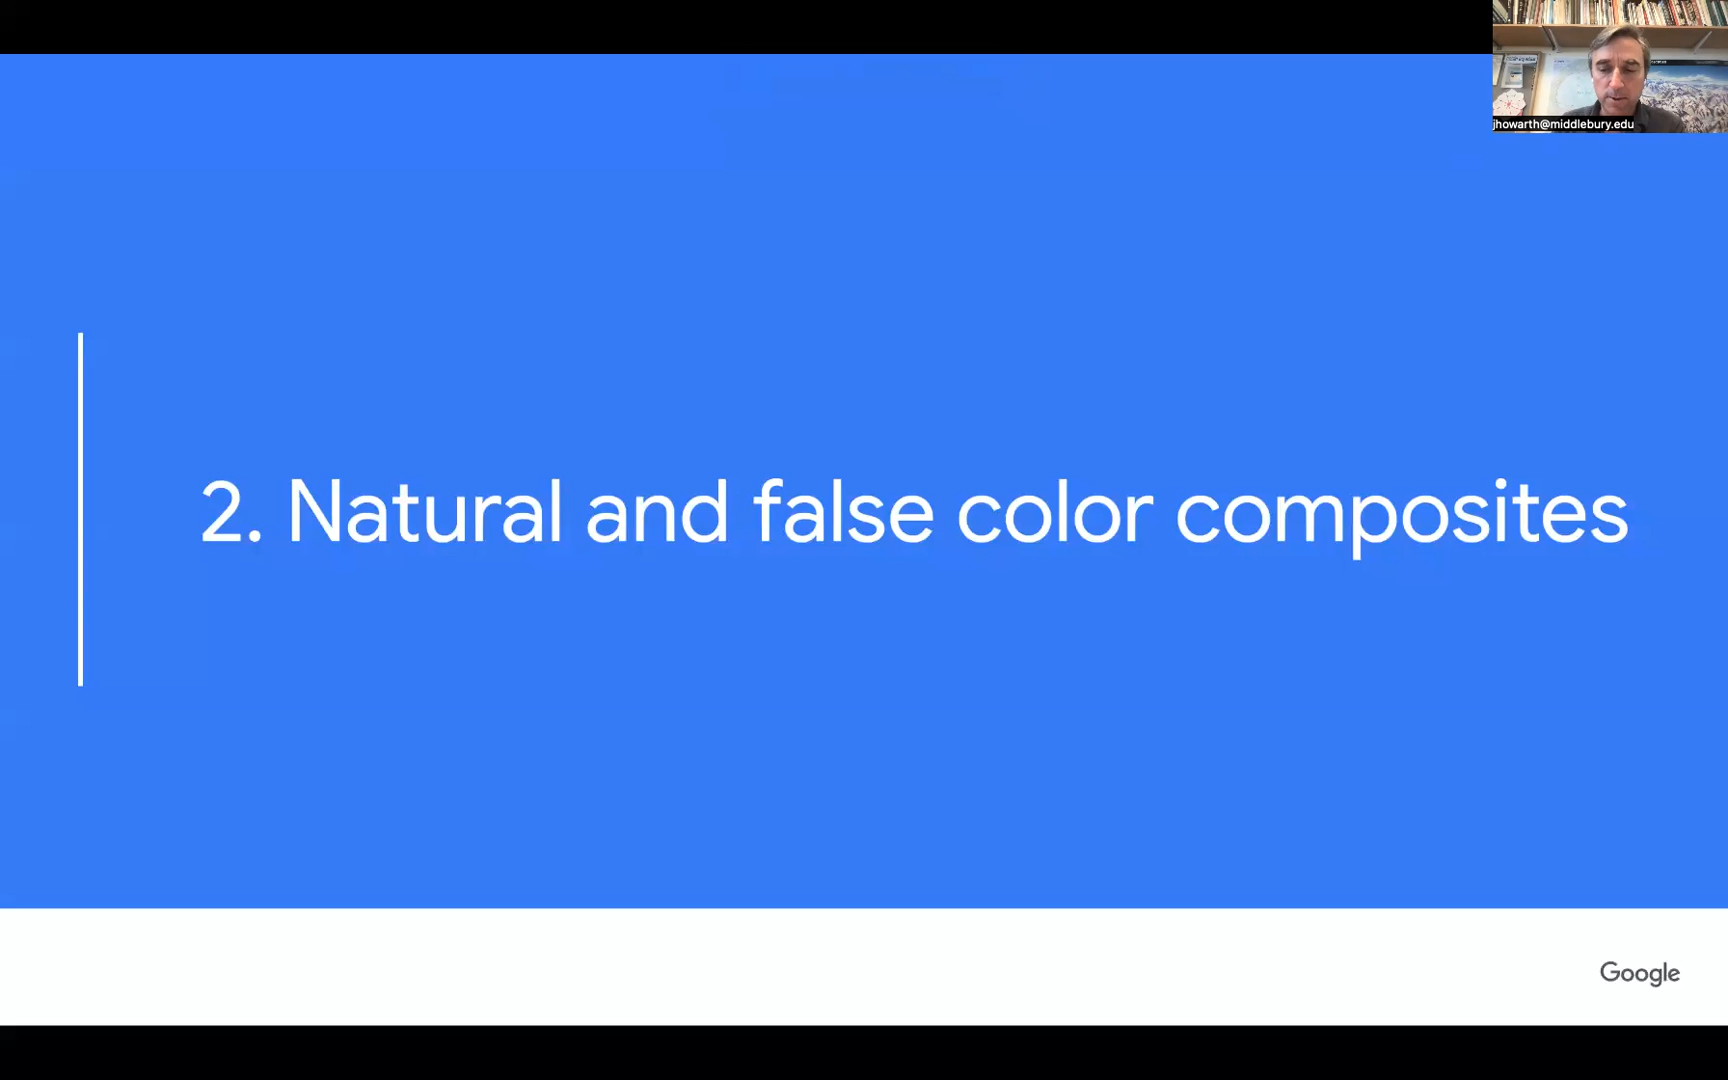 jhowarth@middlebury.edu
2. Natural and false color composites
Google